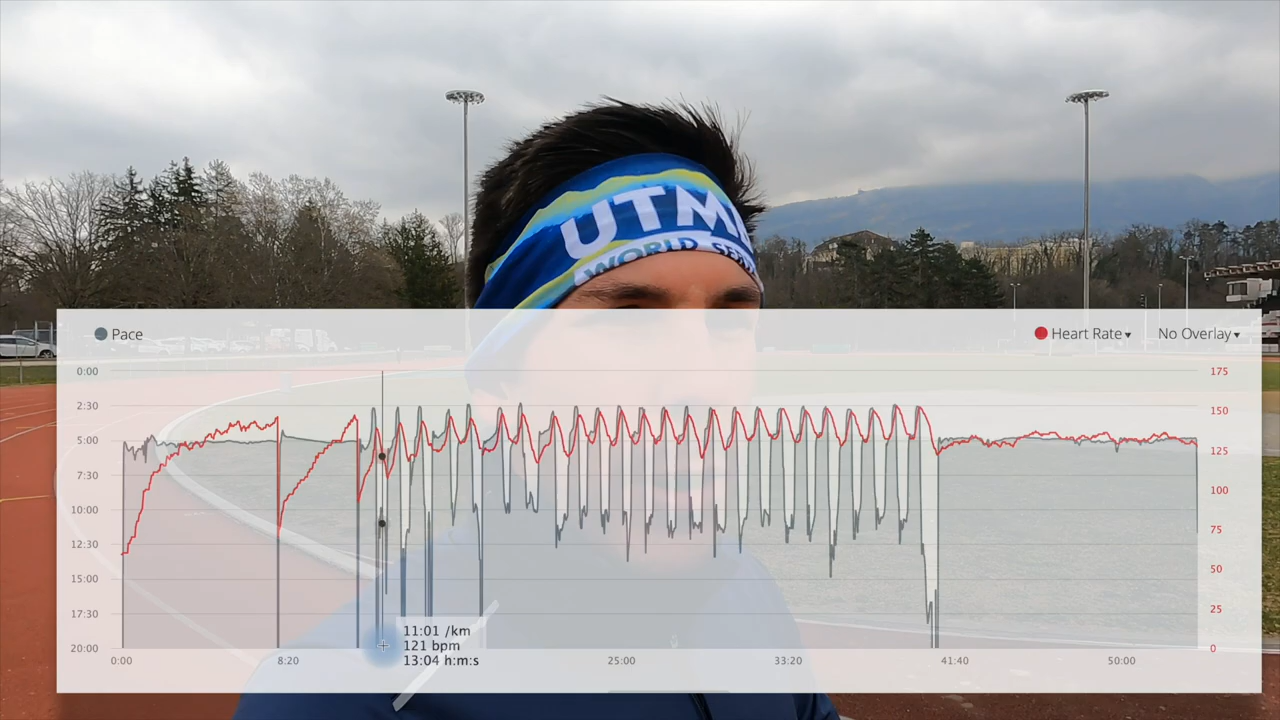 UTM
WORLD SER
Pace
Heart Rate
No Overlay
0:00
2:30
5:00
7:30
10:00
12:30
15:00
17:30
20:00
175
150
125
100
75
50
25
0
11:01 /km
121 bpm
13:04 h:m:s
0:00
8:20
25:00
33:20
41:40
50:00